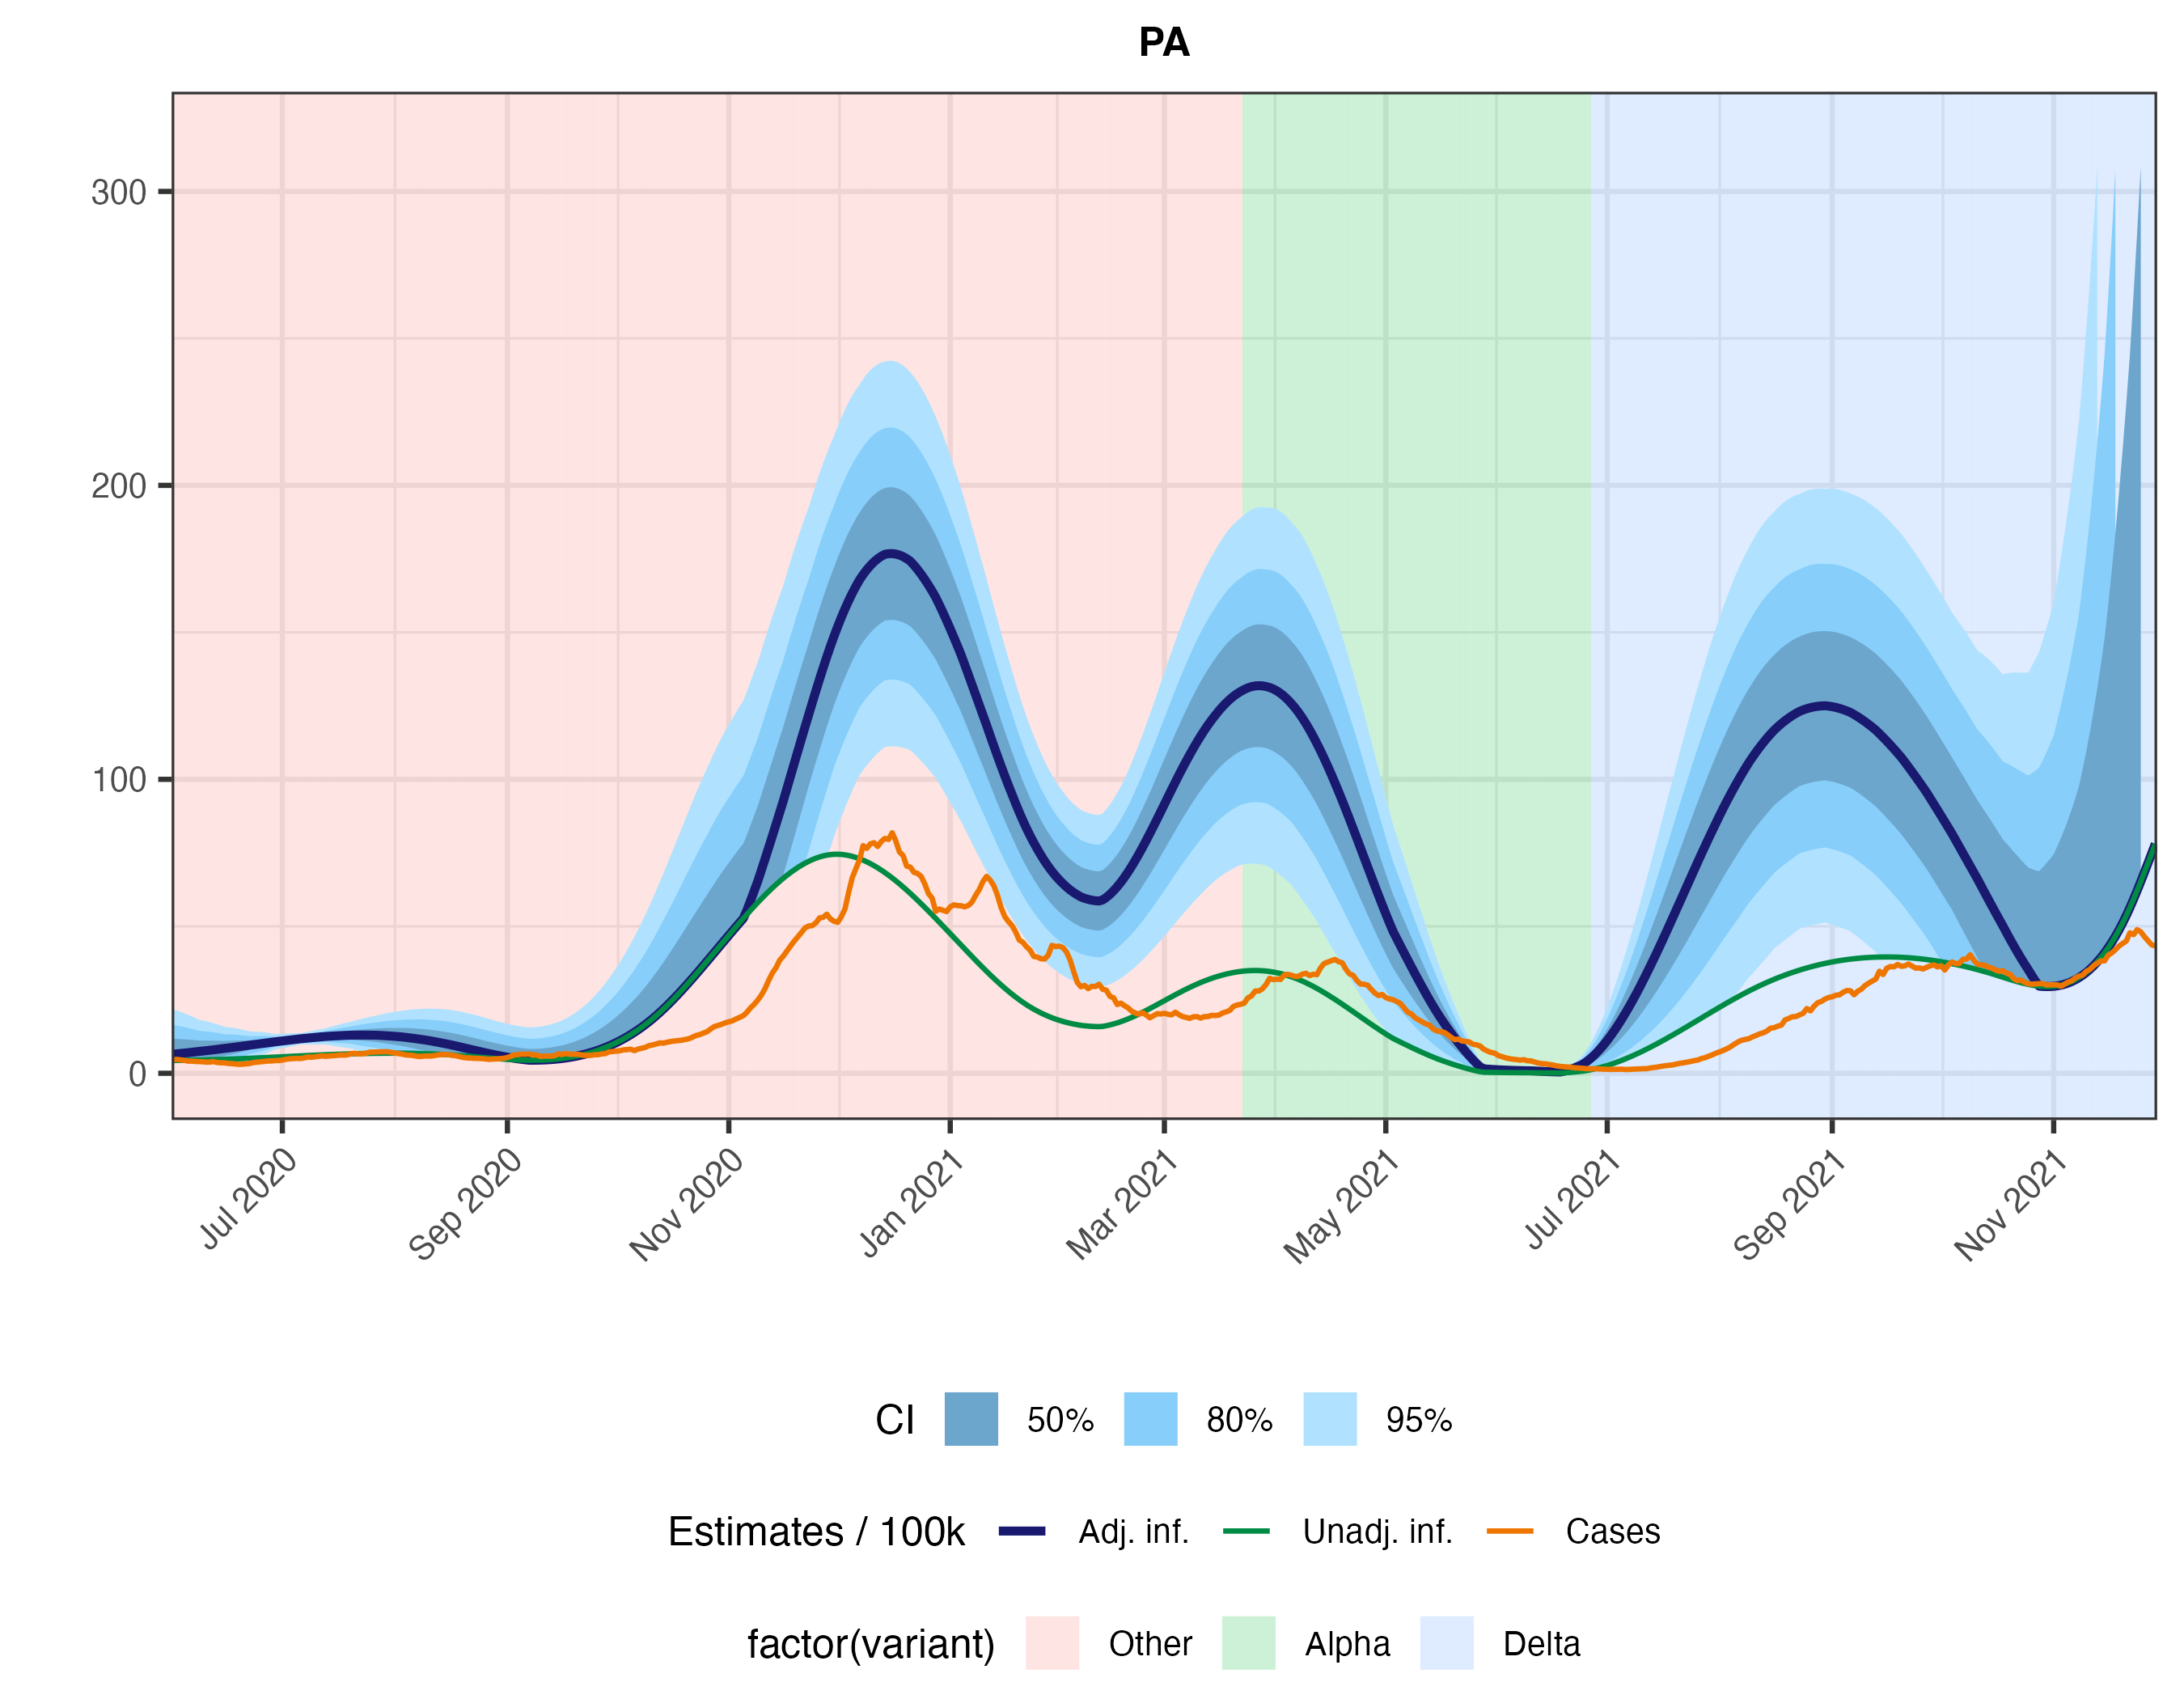 PA
300
200
100
0
Jul 2020
Sep 2020
Nov 2020
Jan 2021
Mar 2021
May 2021
Jul 2021
Sep 2021
Nov 2021
CI 50% 80% 95%
Estimates / 100k Adj. inf. Unadj. inf. Cases
factor(variant) Other Alpha Delta